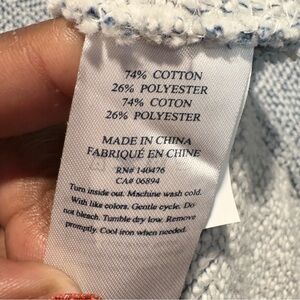 74% COTTON
26% POLYESTER
74% COTON
26% POLYESTER
MADE IN CHINA
FABRIQUÉ EN CHINE
RN# 140476
CA# 06894
Turn inside out. Machine wash cold.
With like colors. Gentle cycle. Do
not bleach. Tumble dry low. Remove
promptly. Cool iron when needed.